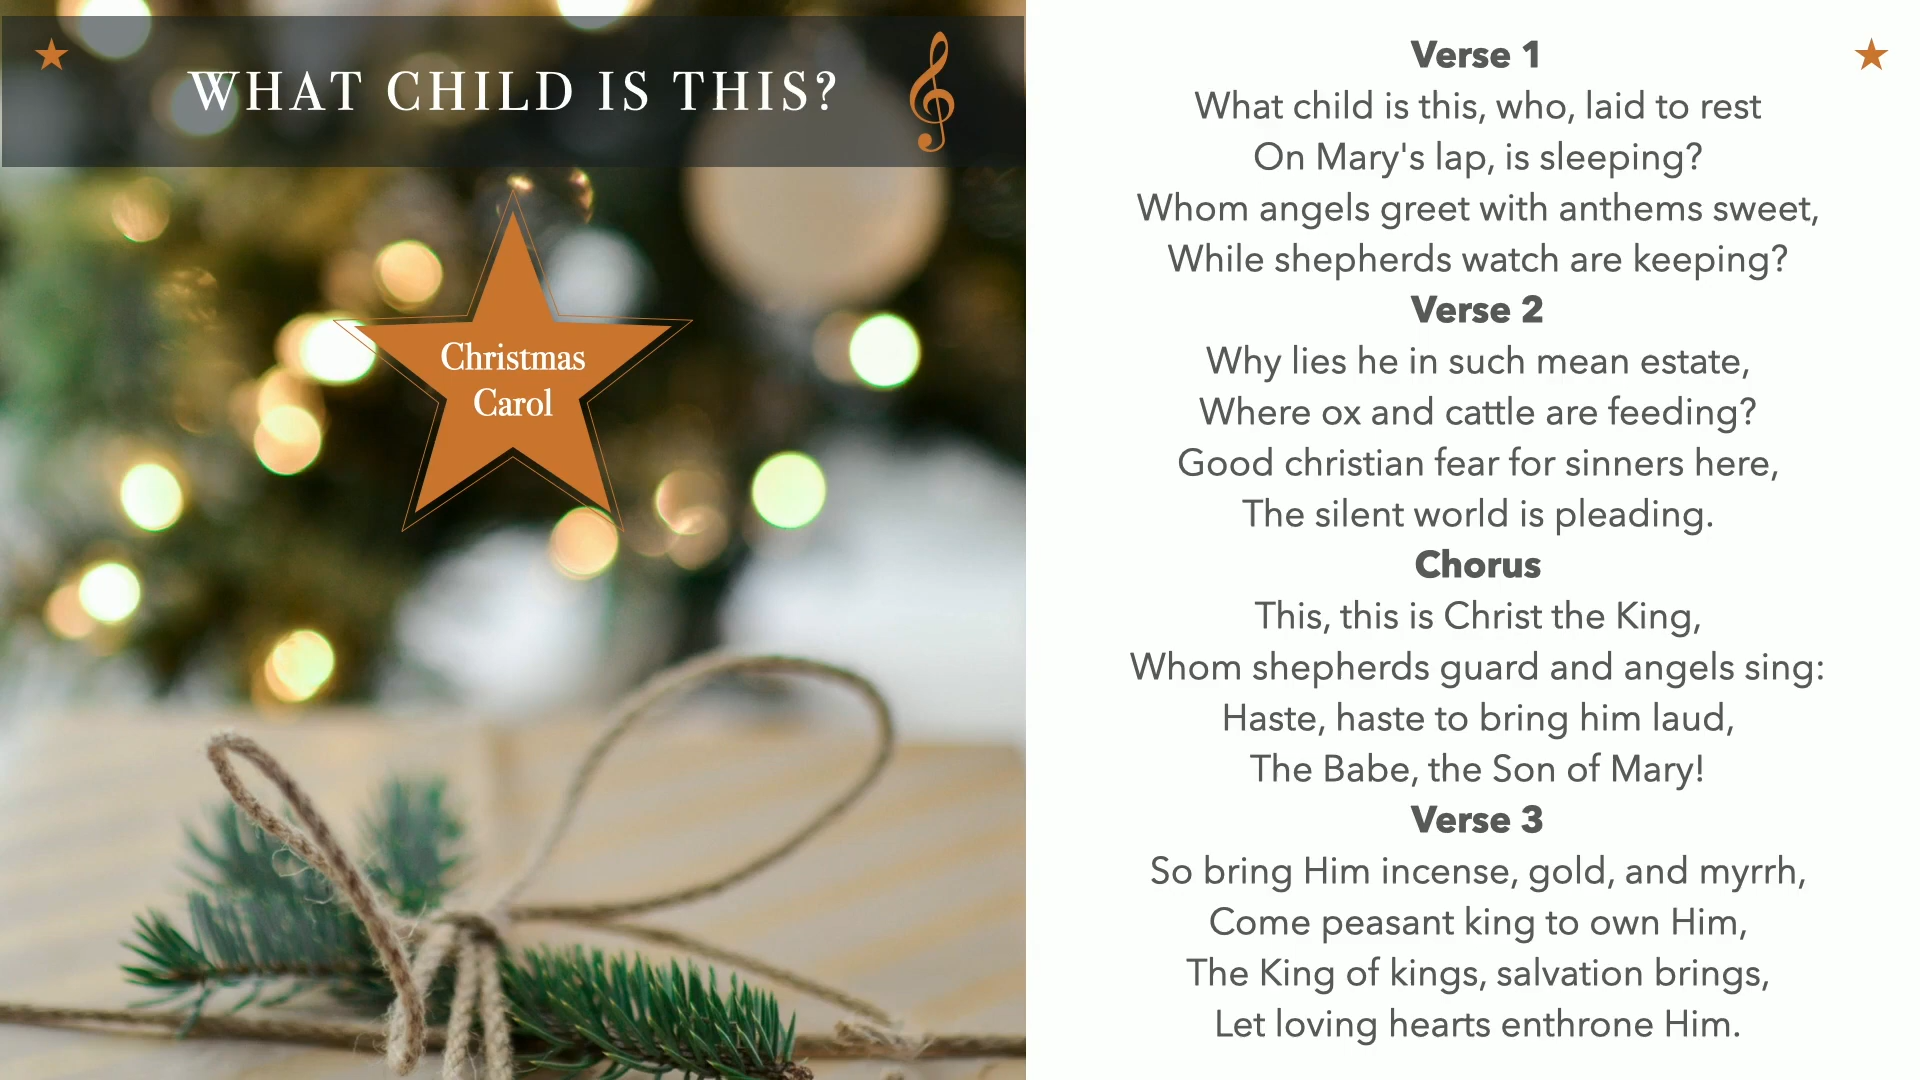 WHAT CHILD IS THIS?
Christmas
Carol
Verse 1
What child is this, who, laid to rest
On Mary's lap, is sleeping?
Whom angels greet with anthems sweet,
While shepherds watch are keeping?
Verse 2
Why lies he in such mean estate,
Where ox and cattle are feeding?
Good christian fear for sinners here,
The silent world is pleading.
Chorus
This, this is Christ the King,
Whom shepherds guard and angels sing:
Haste, haste to bring him laud,
The Babe, the Son of Mary!
Verse 3
So bring Him incense, gold, and myrrh,
Come peasant king to own Him,
The King of kings, salvation brings,
Let loving hearts enthrone Him.